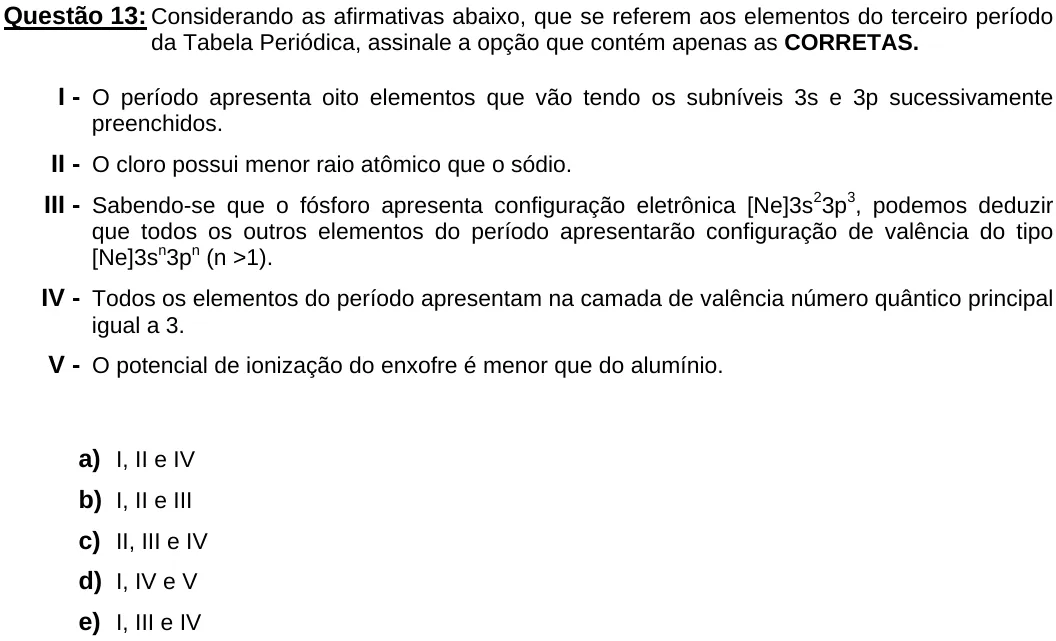 Questão 13: Considerando as afirmativas abaixo, que se referem aos elementos do terceiro período
da Tabela Periódica, assinale a opção que contém apenas as CORRETAS.
I - O período apresenta oito elementos que vão tendo os subníveis 3s e 3p sucessivamente
preenchidos.
II - O cloro possui menor raio atômico que o sódio.
III - Sabendo-se que o fósforo apresenta configuração eletrônica [Ne]3s²3p³, podemos deduzir
que todos os outros elementos do período apresentarão configuração de valência do tipo
[Ne]3sⁿ3pⁿ (n >1).
IV - Todos os elementos do período apresentam na camada de valência número quântico principal
igual a 3.
V - O potencial de ionização do enxofre é menor que do alumínio.
a) I, II e IV
b) I, II e III
c) II, III e IV
d) I, IV e V
e) I, III e IV